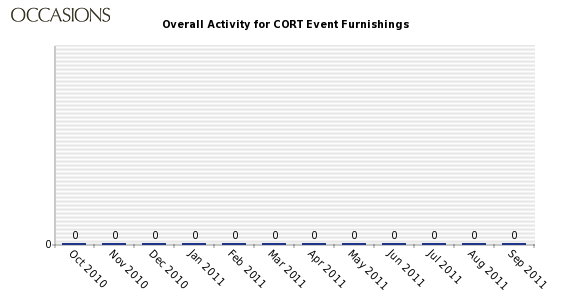 OCCASIONS
Overall Activity for CORT Event Furnishings
0 0 0 0 0 0 0 0 0 0 0 0
0
Oct 2010 Nov 2010 Dec 2010 Jan 2011 Feb 2011 Mar 2011 Apr 2011 May 2011 Jun 2011 Jul 2011 Aug 2011 Sep 2011